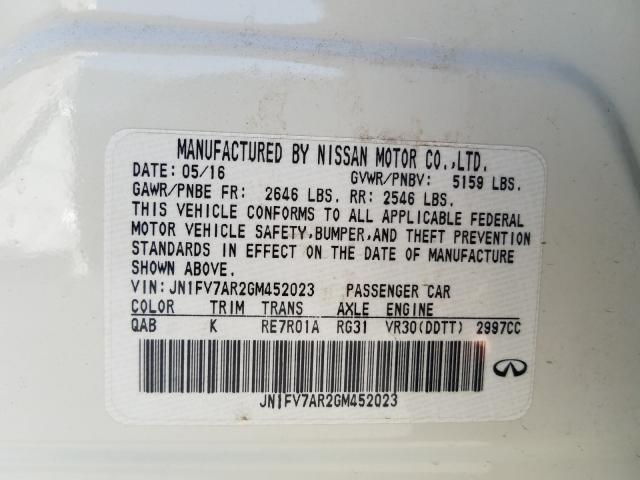 MANUFACTURED BY NISSAN MOTOR CO.,LTD.
DATE: 05/16 GVWR/PNBV: 5159 LBS.
GAWR/PNBE FR: 2646 LBS. RR: 2546 LBS.
THIS VEHICLE CONFORMS TO ALL APPLICABLE FEDERAL
MOTOR VEHICLE SAFETY,BUMPER,AND THEFT PREVENTION
STANDARDS IN EFFECT ON THE DATE OF MANUFACTURE
SHOWN ABOVE.
VIN:JN1FV7AR2GM452023 PASSENGER CAR
COLOR TRIM TRANS AXLE ENGINE
QAB K RE7R01A RG31 VR30(DDTT) 2997CC
JN1FV7AR2GM452023